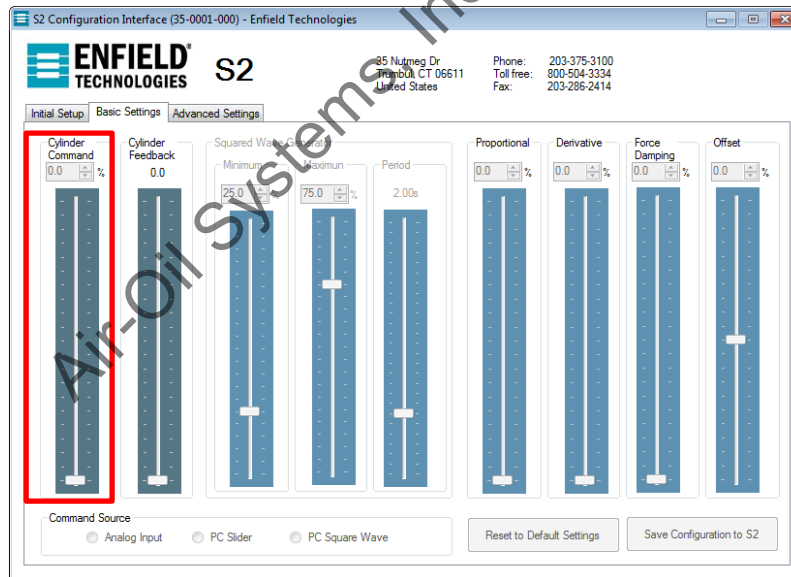 S2 Configuration Interface (35-0001-000) - Enfield Technologies
ENFIELD®
TECHNOLOGIES
S2
35 Nutmeg Dr
Trumbull, CT 06611
United States
Phone: 203-375-3100
Toll free: 800-504-3334
Fax: 203-286-2414
Initial Setup
Basic Settings
Advanced Settings
Cylinder
Command
0.0 %
Cylinder
Feedback
0.0
Squared Wave Generator
Minimum
25.0 %
Maximun
75.0 %
Period
2.00s
Proportional
0.0 %
Derivative
0.0 %
Force
Damping
0.0 %
Offset
0.0 %
Command Source
Analog Input
PC Slider
PC Square Wave
Reset to Default Settings
Save Configuration to S2
Air-Oil Systems, Inc